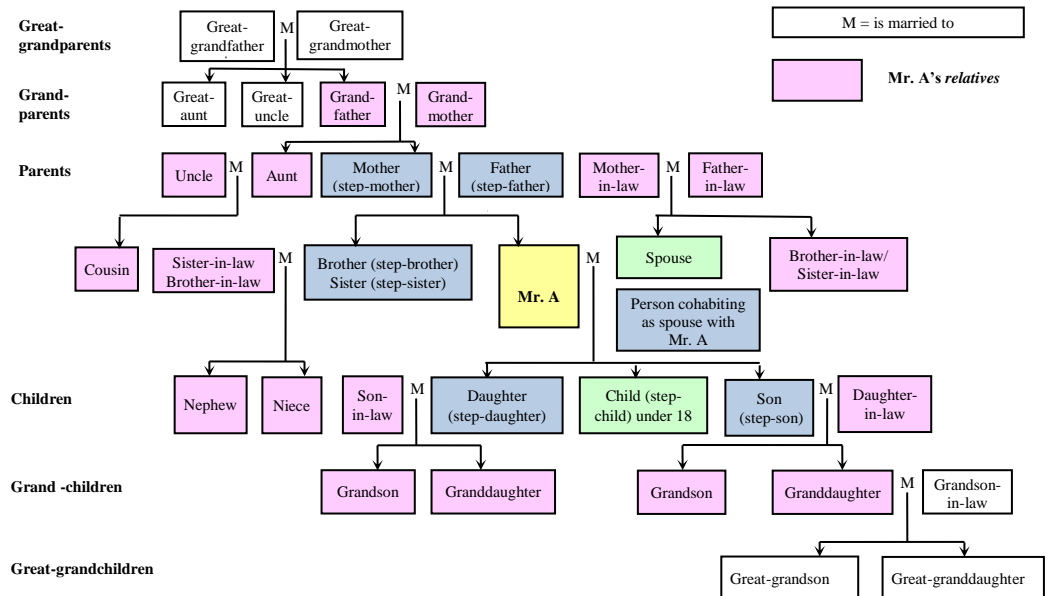 Great-
grandparents
Great-
grandfather
M
Great-
grandmother
M = is married to
Mr. A's relatives
Grand-
parents
Great-
aunt
Great-
uncle
Grand-
father
M
Grand-
mother
Parents
Uncle
M
Aunt
Mother
(step-mother)
M
Father
(step-father)
Mother-
in-law
M
Father-
in-law
Cousin
Sister-in-law
Brother-in-law
M
Brother (step-brother)
Sister (step-sister)
Mr. A
M
Spouse
Brother-in-law/
Sister-in-law
Person cohabiting
as spouse with
Mr. A
Children
Nephew
Niece
Son-
in-law
M
Daughter
(step-daughter)
Child (step-
child) under 18
Son
(step-son)
M
Daughter-
in-law
Grand -children
Grandson
Granddaughter
Grandson
Granddaughter
M
Grandson-
in-law
Great-grandchildren
Great-grandson
Great-granddaughter